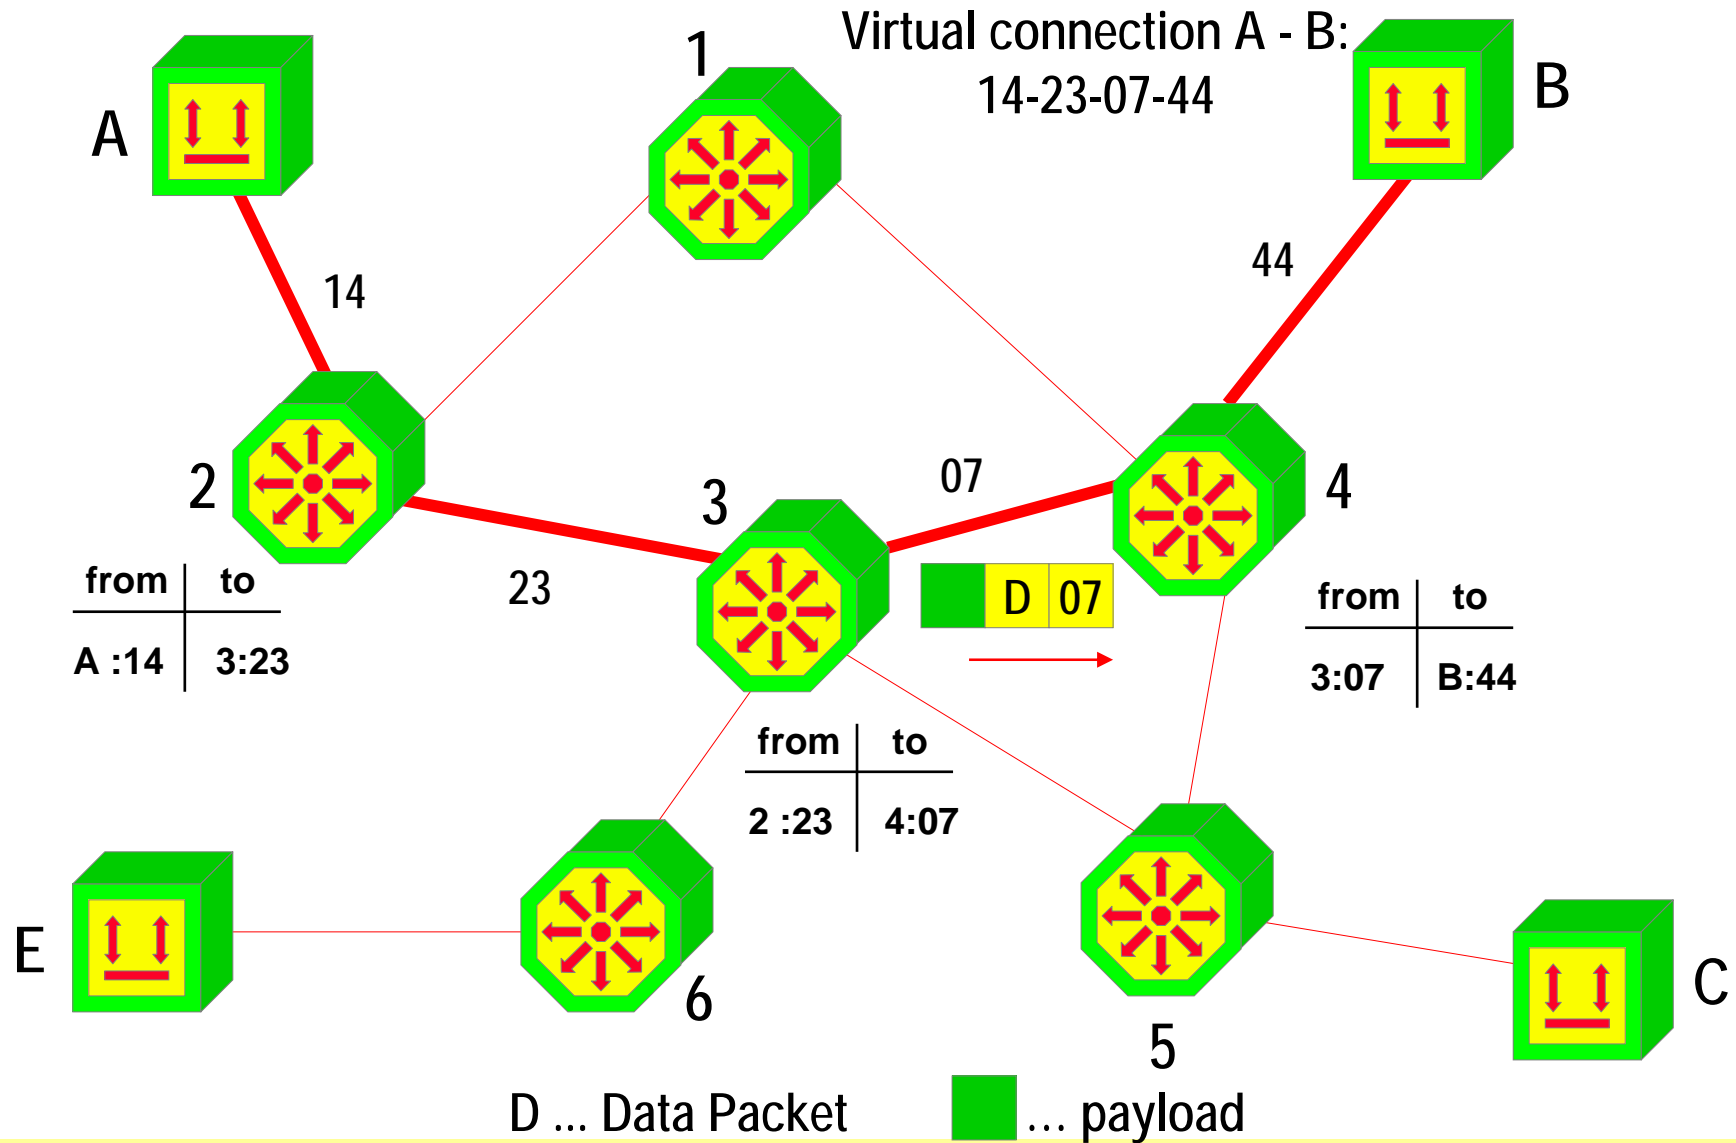 Virtual connection A - B:
14-23-07-44
1
A
B
44
14
2
3
07
4
23
D 07
from to
A :14 3:23
from to
3:07 B:44
from to
2 :23 4:07
E
6
5
C
D ... Data Packet
... payload